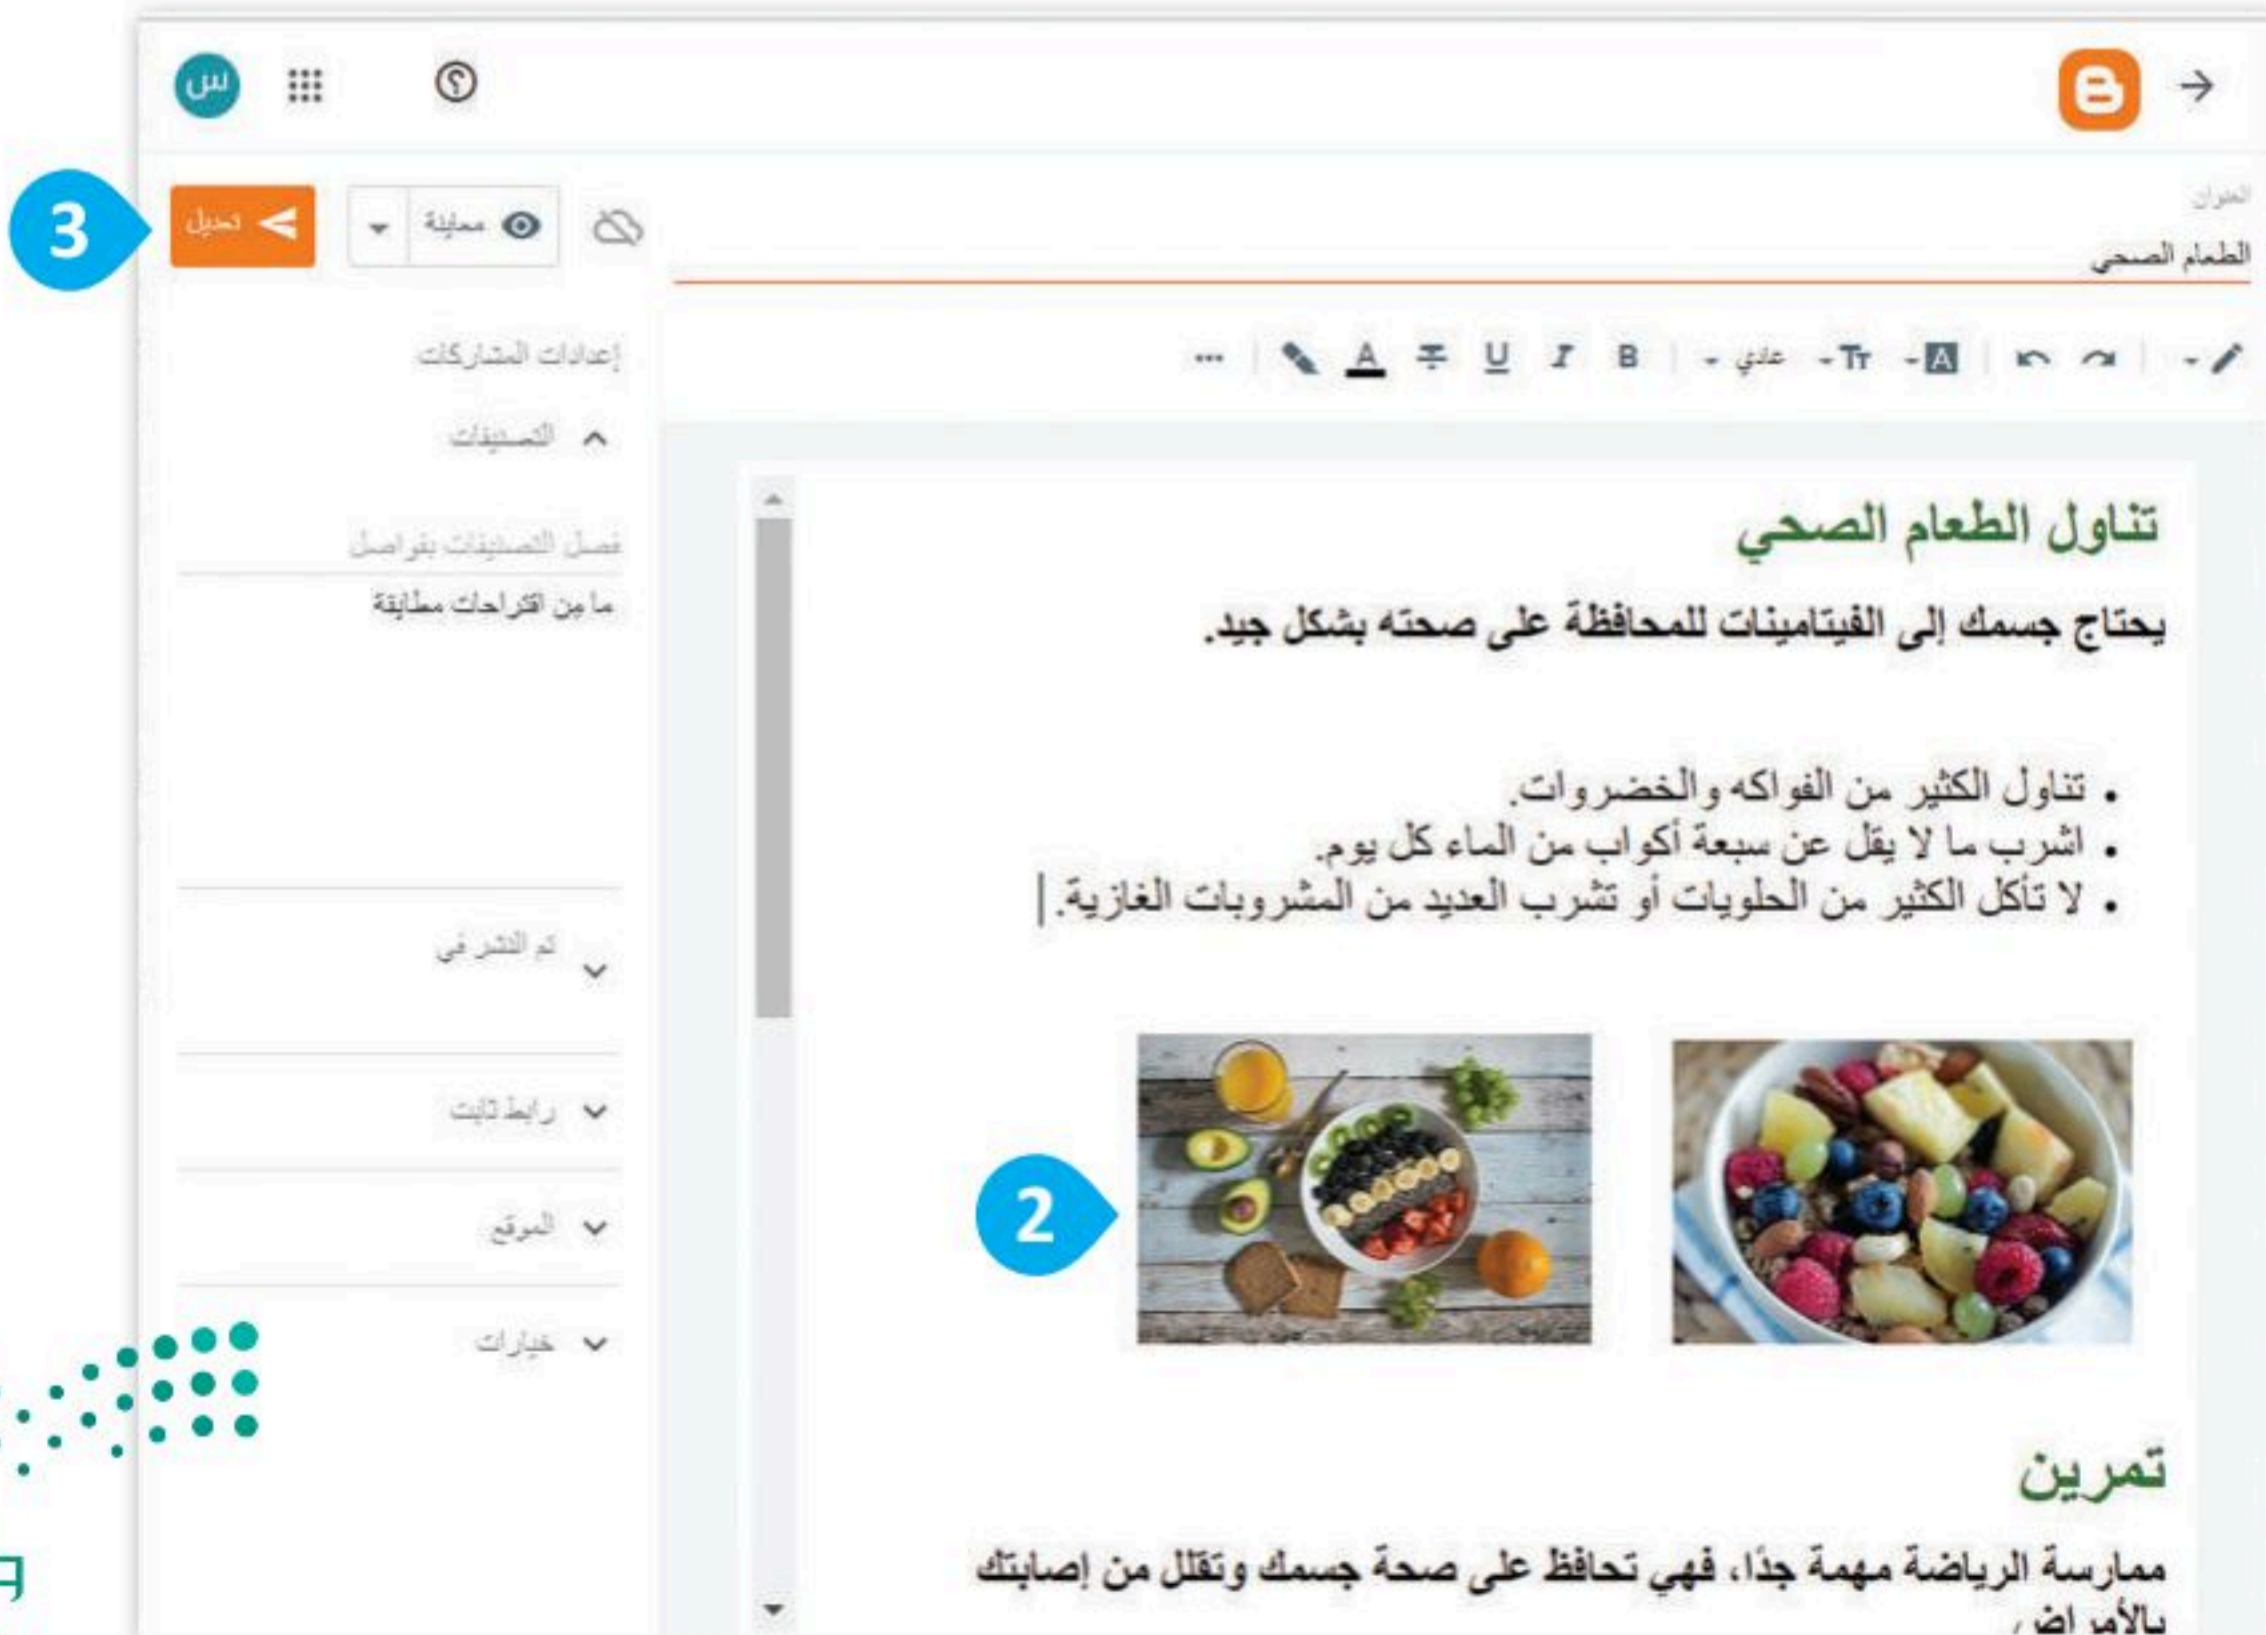 س
العنوان
الطعام الصحي
3
تعديل
معاينة
عادي
إعدادات المشاركات
التصنيفات
فصل التصنيفات بفواصل
ما من اقتراحات مطابقة
تم النشر في
رابط ثابت
الموقع
خيارات
تناول الطعام الصحي
يحتاج جسمك إلى الفيتامينات للمحافظة على صحته بشكل جيد.
• تناول الكثير من الفواكه والخضروات.
• اشرب ما لا يقل عن سبعة أكواب من الماء كل يوم.
• لا تأكل الكثير من الحلويات أو تشرب العديد من المشروبات الغازية.
2
تمرين
ممارسة الرياضة مهمة جدًا، فهي تحافظ على صحة جسمك وتقلل من إصابتك
بالأمراض